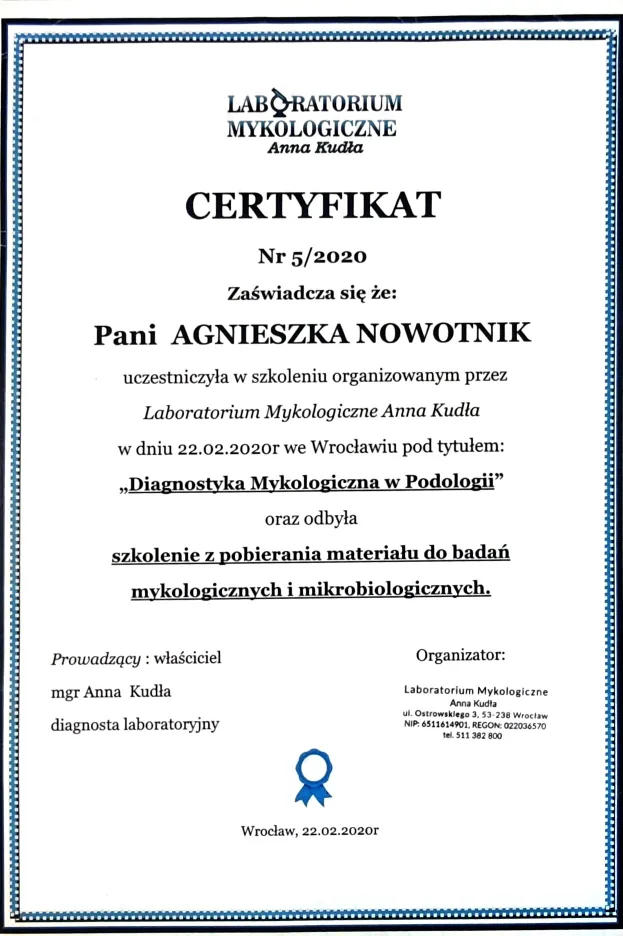 LABORATORIUM
MYKOLOGICZNE
Anna Kudła
CERTYFIKAT
Nr 5/2020
Zaświadcza się że:
Pani AGNIESZKA NOWOTNIK
uczestniczyła w szkoleniu organizowanym przez
Laboratorium Mykologiczne Anna Kudła
w dniu 22.02.2020r we Wrocławiu pod tytułem:
„Diagnostyka Mykologiczna w Podologii”
oraz odbyła
szkolenie z pobierania materiału do badań
mykologicznych i mikrobiologicznych.
Prowadzący : właściciel
mgr Anna Kudła
diagnosta laboratoryjny
Organizator:
Laboratorium Mykologiczne
Anna Kudła
ul. Ostrowskiego 3, 53-238 Wrocław
NIP: 6511614901, REGON: 022036570
tel. 511 382 800
Wrocław, 22.02.2020r